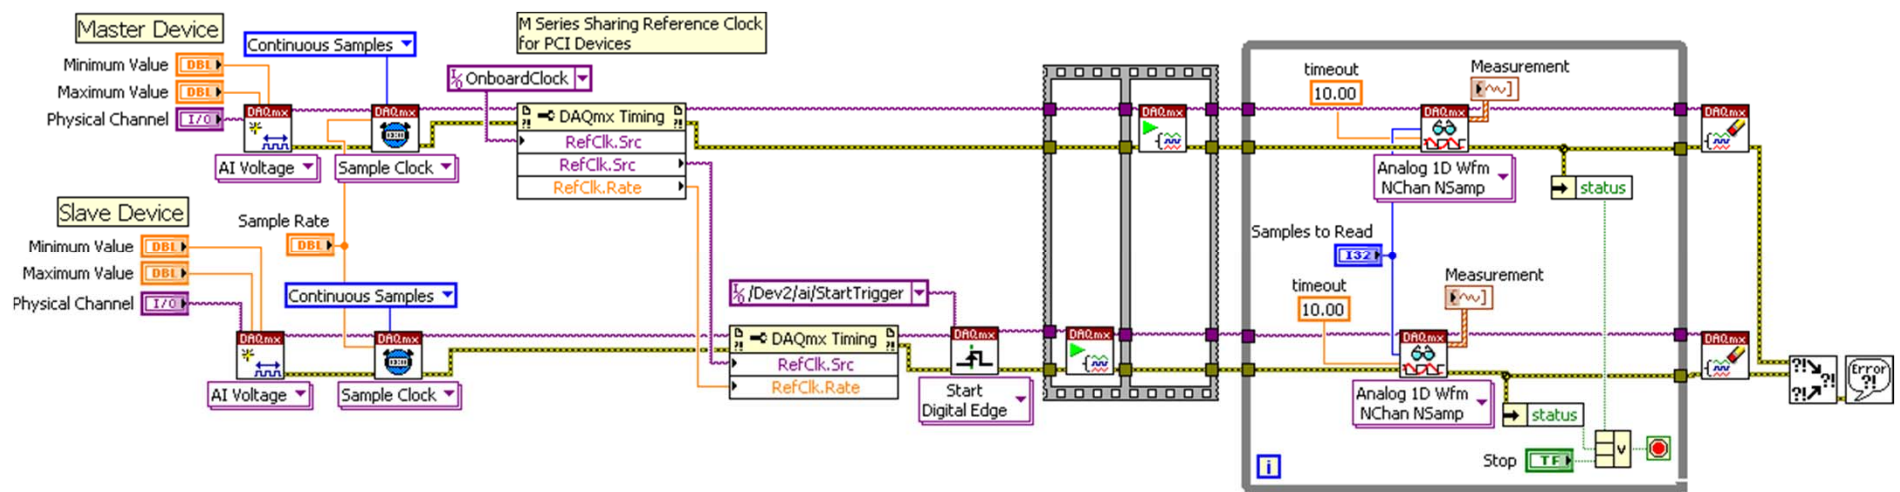 Master Device
Continuous Samples
M Series Sharing Reference Clock
for PCI Devices
Minimum Value
DBL
Maximum Value
DBL
Physical Channel
I/O
DAQmx
AI Voltage
DAQmx
Sample Clock
OnboardClock
DAQmx Timing
RefClk.Src
RefClk.Src
RefClk.Rate
DAQmx
timeout
10.00
Measurement
DAQmx
Analog 1D Wfm
NChan NSamp
status
DAQmx
Slave Device
Sample Rate
DBL
Minimum Value
DBL
Maximum Value
DBL
Physical Channel
I/O
Continuous Samples
DAQmx
AI Voltage
DAQmx
Sample Clock
/Dev2/ai/StartTrigger
DAQmx Timing
RefClk.Src
RefClk.Rate
DAQmx
Start
Digital Edge
DAQmx
Samples to Read
I32
timeout
10.00
Measurement
DAQmx
Analog 1D Wfm
NChan NSamp
status
Stop
TF
V
i
DAQmx
?!
?!
?!
Error
?!